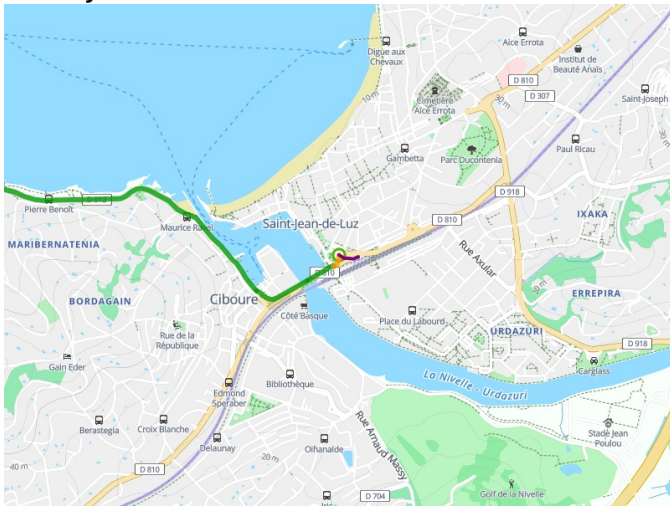 Digue aux
Chevaux
Aice Errota
Institut de
Beauté Anaïs
D 810
D 307
30 m
Saint-Joseph
10 m
Cimetière
Aice Errota
Gambetta
Parc Ducontenia
Paul Ricau
30 m
D 918
Pierre Benoît
D 912
Maurice Ravel
Saint-Jean-de-Luz
D 810
IXAKA
MARIBERNATENIA
Rue Axular
D 810
BORDAGAIN
Ciboure
Côté Basque
Place du Labourd
ERREPIRA
URDAZURI
Rue de la
République
D 918
Gain Eder
Carglass
La Nivelle - Urdazuri
Bibliothèque
Edmond
Speraber
Berastegia
Croix Blanche
Rue Arnaud Massy
Stade Jean
Poulou
Delaunay
Olhanalde
20 m
40 m
D 810
D 704
Golf de la Nivelle